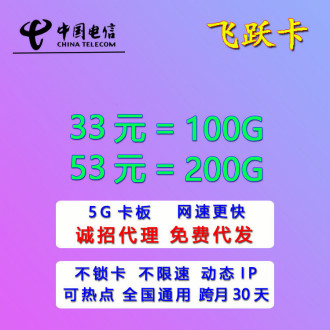 中国电信
CHINA TELECOM
飞跃卡
33元=100G
53元=200G
5G卡板 网速更快
诚招代理 免费代发
不锁卡 不限速 动态IP
可热点 全国通用 跨月30天